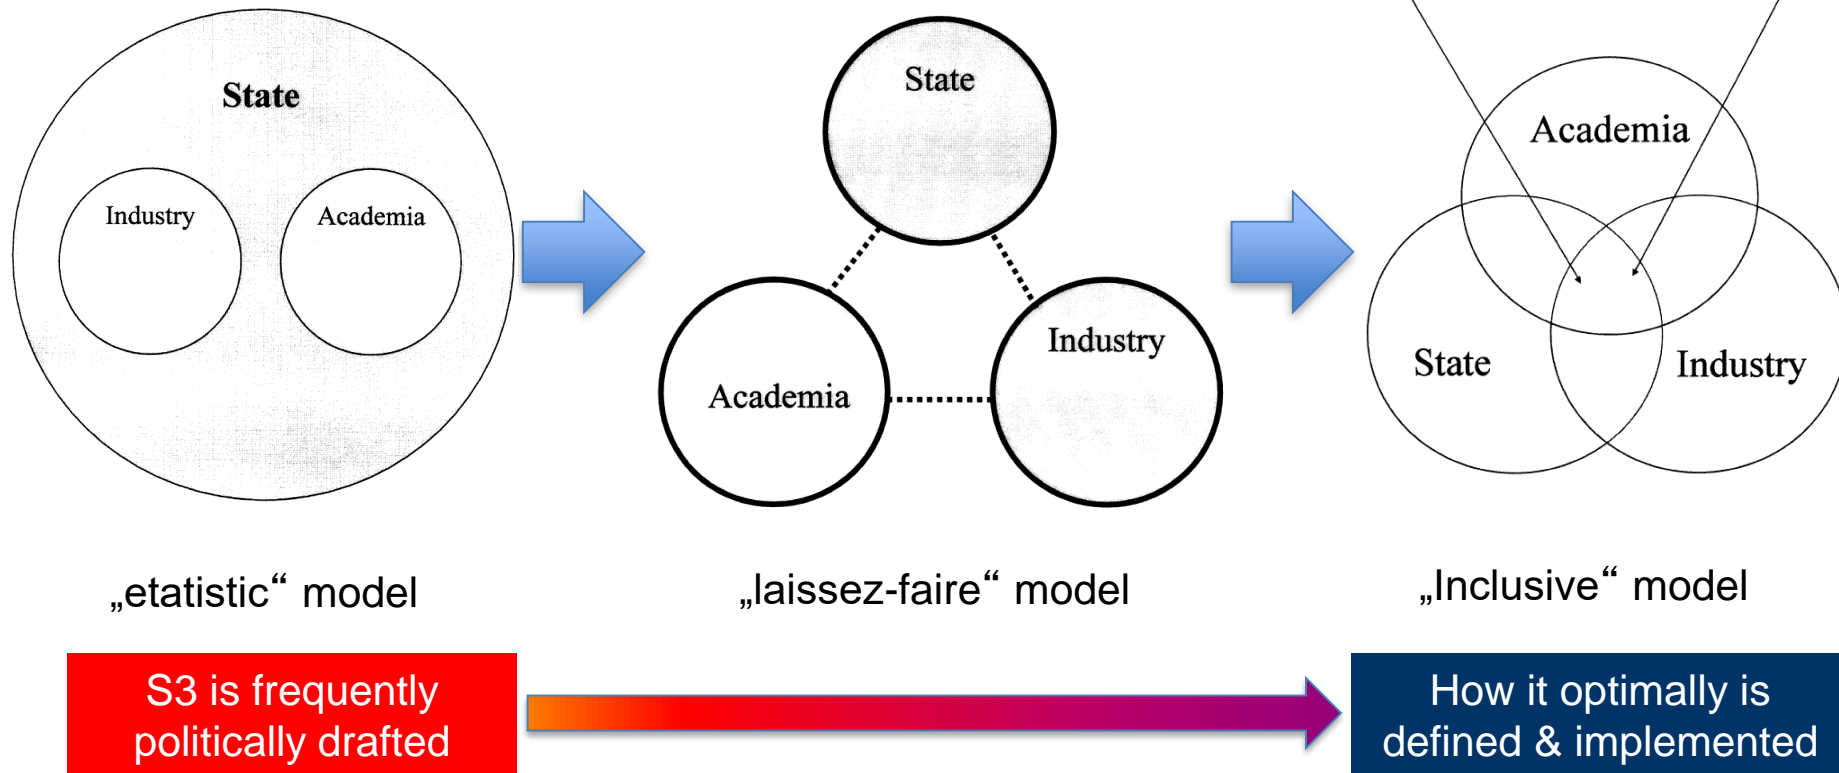 State
Industry
Academia
State
Academia
Industry
Academia
State
Industry
„etatistic“ model
„laissez-faire“ model
„Inclusive“ model
S3 is frequently
politically drafted
How it optimally is
defined & implemented